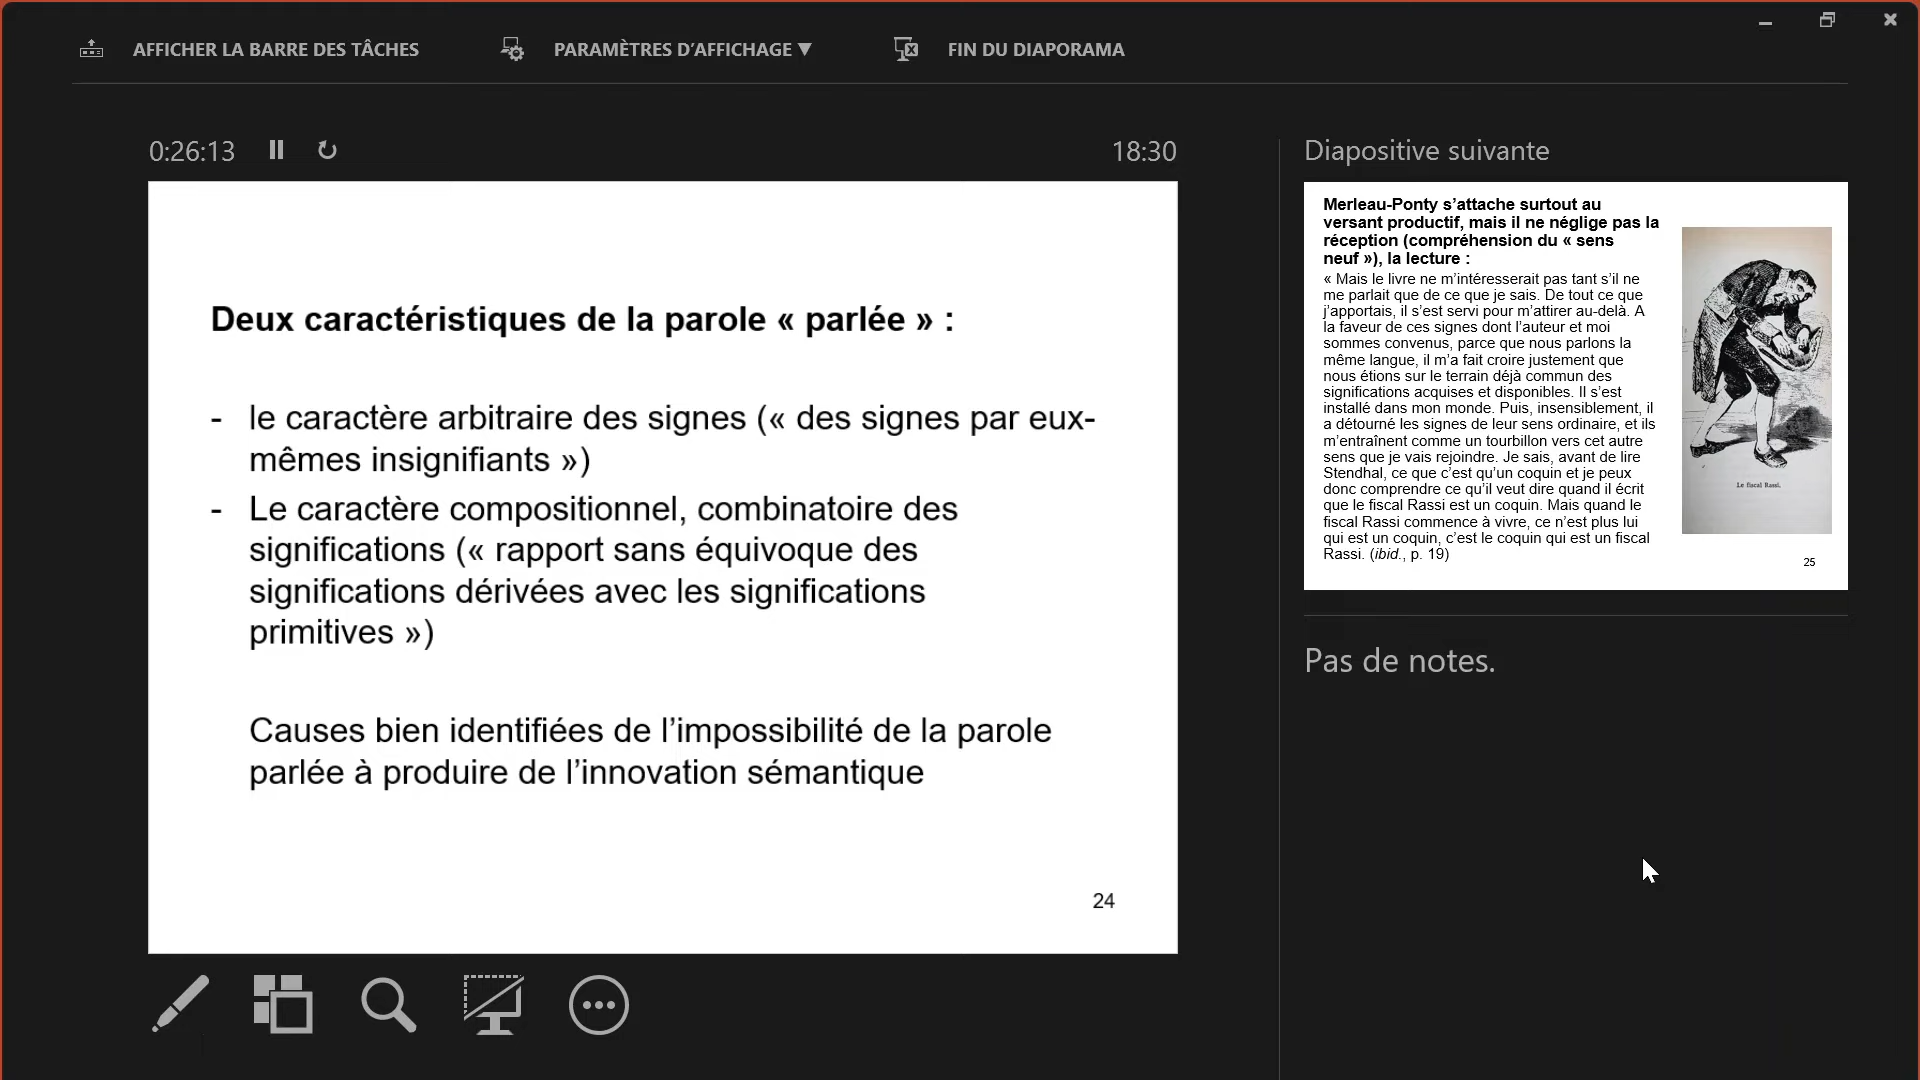 AFFICHER LA BARRE DES TÂCHES
PARAMÈTRES D'AFFICHAGE ▼
FIN DU DIAPORAMA
0:26:13
18:30
Deux caractéristiques de la parole « parlée » :
- le caractère arbitraire des signes (« des signes par eux-
mêmes insignifiants »)
- Le caractère compositionnel, combinatoire des
significations (« rapport sans équivoque des
significations dérivées avec les significations
primitives »)
Causes bien identifiées de l’impossibilité de la parole
parlée à produire de l’innovation sémantique
24
Diapositive suivante
Merleau-Ponty s’attache surtout au
versant productif, mais il ne néglige pas la
réception (compréhension du « sens
neuf »), la lecture :
« Mais le livre ne m’intéresserait pas tant s’il ne
me parlait que de ce que je sais. De tout ce que
j’apportais, il s’est servi pour m’attirer au-delà. A
la faveur de ces signes dont l’auteur et moi
sommes convenus, parce que nous parlons la
même langue, il m’a fait croire justement que
nous étions sur le terrain déjà commun des
significations acquises et disponibles. Il s’est
installé dans mon monde. Puis, insensiblement, il
a détourné les signes de leur sens ordinaire, et ils
m’entraînent comme un tourbillon vers cet autre
sens que je vais rejoindre. Je sais, avant de lire
Stendhal, ce que c’est qu’un coquin et je peux
donc comprendre ce qu’il veut dire quand il écrit
que le fiscal Rassi est un coquin. Mais quand le
fiscal Rassi commence à vivre, ce n’est plus lui
qui est un coquin, c’est le coquin qui est un fiscal
Rassi. (ibid., p. 19)
Le fiscal Rassi.
25
Pas de notes.